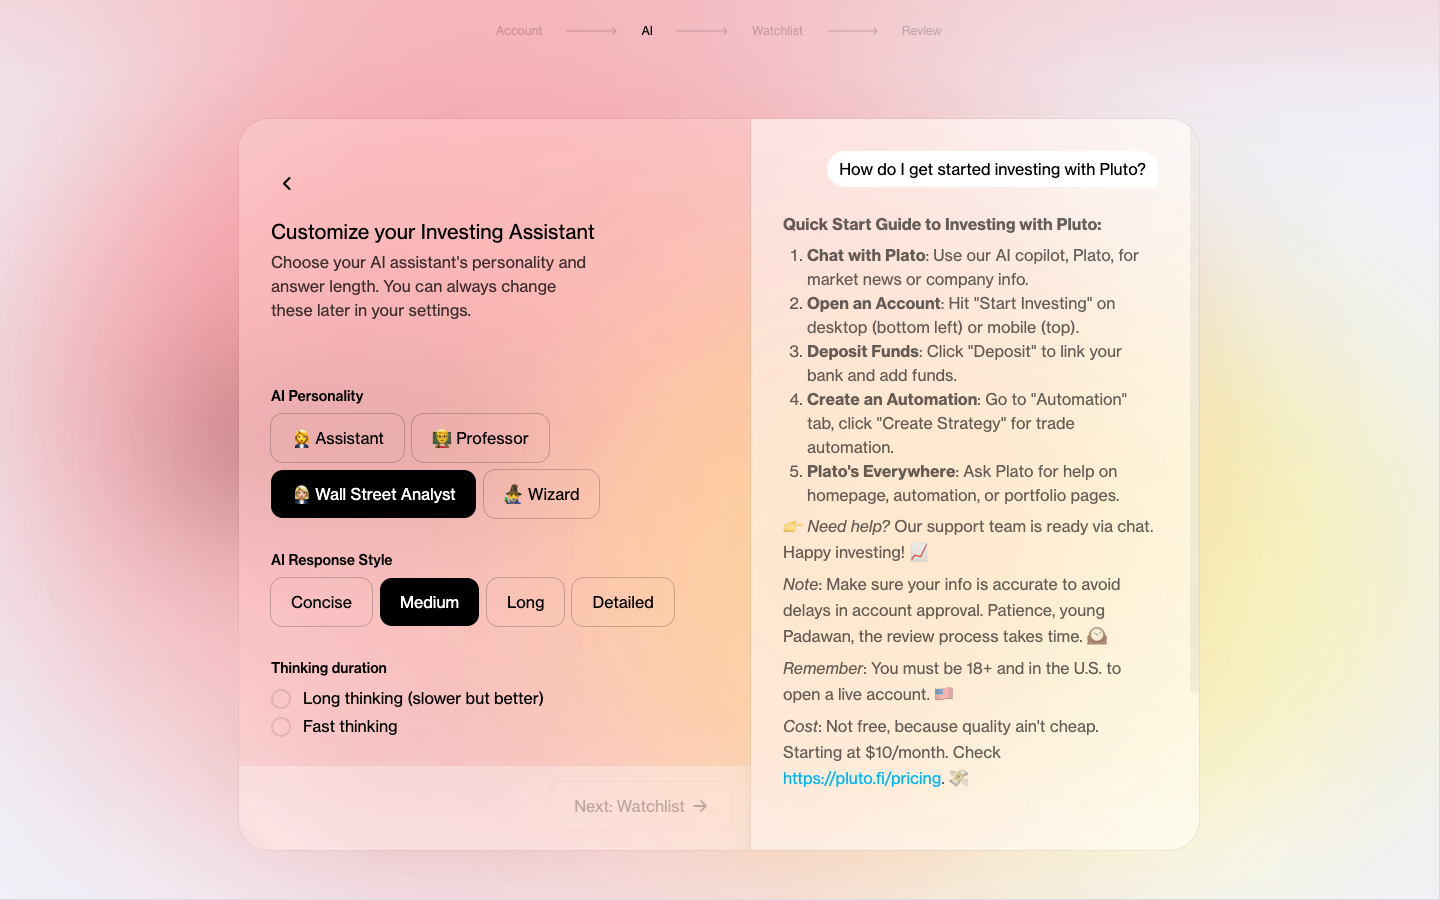 Account
AI
Watchlist
Review
Customize your Investing Assistant
Choose your AI assistant's personality and
answer length. You can always change
these later in your settings.
AI Personality
Assistant
Professor
Wall Street Analyst
Wizard
AI Response Style
Concise
Medium
Long
Detailed
Thinking duration
Long thinking (slower but better)
Fast thinking
Next: Watchlist
How do I get started investing with Pluto?
Quick Start Guide to Investing with Pluto:
1. Chat with Plato: Use our AI copilot, Plato, for
market news or company info.
2. Open an Account: Hit "Start Investing" on
desktop (bottom left) or mobile (top).
3. Deposit Funds: Click "Deposit" to link your
bank and add funds.
4. Create an Automation: Go to "Automation"
tab, click "Create Strategy" for trade
automation.
5. Plato's Everywhere: Ask Plato for help on
homepage, automation, or portfolio pages.
👉 Need help? Our support team is ready via chat.
Happy investing! 📈
Note: Make sure your info is accurate to avoid
delays in account approval. Patience, young
Padawan, the review process takes time. 🕰️
Remember: You must be 18+ and in the U.S. to
open a live account. 🇺🇸
Cost: Not free, because quality ain't cheap.
Starting at $10/month. Check
https://pluto.fi/pricing. 💸